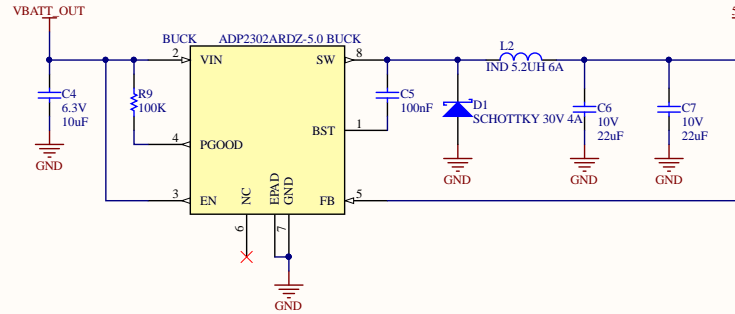 VBATT_OUT
BUCK ADP2302ARDZ-5.0 BUCK
2 VIN SW 8
L2
IND 5.2UH 6A
C4
6.3V
10uF
R9
100K
C5
100nF
D1
SCHOTTKY 30V 4A
C6
10V
22uF
C7
10V
22uF
4 PGOOD BST 1
3 EN FB 5
NC EPAD GND
6 7
GND
GND
GND
GND
GND